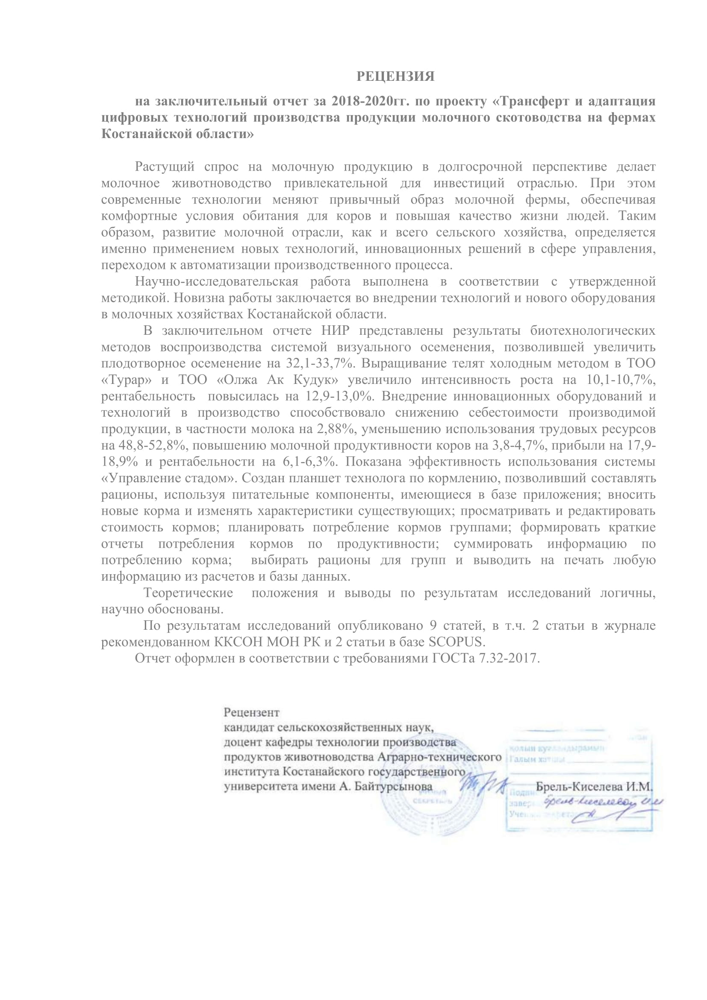 РЕЦЕНЗИЯ
на заключительный отчет за 2018-2020гг. по проекту «Трансферт и адаптация
цифровых технологий производства продукции молочного скотоводства на фермах
Костанайской области»
Растущий спрос на молочную продукцию в долгосрочной перспективе делает
молочное животноводство привлекательной для инвестиций отраслью. При этом
современные технологии меняют привычный образ молочной фермы, обеспечивая
комфортные условия обитания для коров и повышая качество жизни людей. Таким
образом, развитие молочной отрасли, как и всего сельского хозяйства, определяется
именно применением новых технологий, инновационных решений в сфере управления,
переходом к автоматизации производственного процесса.
Научно-исследовательская работа выполнена в соответствии с утвержденной
методикой. Новизна работы заключается во внедрении технологий и нового оборудования
в молочных хозяйствах Костанайской области.
В заключительном отчете НИР представлены результаты биотехнологических
методов воспроизводства системой визуального осеменения, позволившей увеличить
плодотворное осеменение на 32,1-33,7%. Выращивание телят холодным методом в ТОО
«Турар» и ТОО «Олжа Ак Кудук» увеличило интенсивность роста на 10,1-10,7%,
рентабельность повысилась на 12,9-13,0%. Внедрение инновационных оборудований и
технологий в производство способствовало снижению себестоимости производимой
продукции, в частности молока на 2,88%, уменьшению использования трудовых ресурсов
на 48,8-52,8%, повышению молочной продуктивности коров на 3,8-4,7%, прибыли на 17,9-
18,9% и рентабельности на 6,1-6,3%. Показана эффективность использования системы
«Управление стадом». Создан планшет технолога по кормлению, позволивший составлять
рационы, используя питательные компоненты, имеющиеся в базе приложения; вносить
новые корма и изменять характеристики существующих; просматривать и редактировать
стоимость кормов; планировать потребление кормов группами; формировать краткие
отчеты потребления кормов по продуктивности; суммировать информацию по
потреблению корма; выбирать рационы для групп и выводить на печать любую
информацию из расчетов и базы данных.
Теоретические положения и выводы по результатам исследований логичны,
научно обоснованы.
По результатам исследований опубликовано 9 статей, в т.ч. 2 статьи в журнале
рекомендованном ККСОН МОН РК и 2 статьи в базе SCOPUS.
Отчет оформлен в соответствии с требованиями ГОСТа 7.32-2017.
Рецензент
кандидат сельскохозяйственных наук,
доцент кафедры технологии производства
продуктов животноводства Аграрно-технического
института Костанайского государственного
университета имени А. Байтурсынова
Брель-Киселева И.М.
СЕКРЕТАРЬ
Галым
Брель-Киселевой И.М